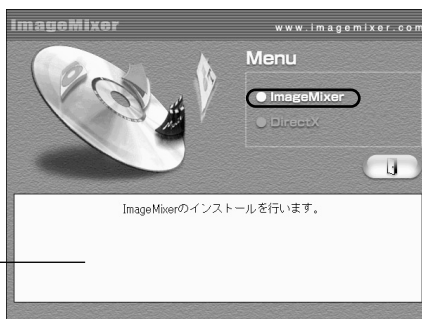 ImageMixer
www.imagemixer.com
Menu
ImageMixer
DirectX
ImageMixerのインストールを行います。